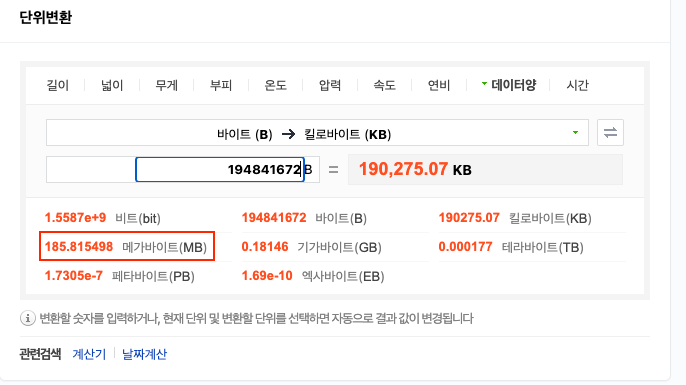 단위변환
길이 넓이 무게 부피 온도 압력 속도 연비 데이터양 시간
바이트 (B) → 킬로바이트 (KB)
194841672 B = 190,275.07 KB
1.5587e+9 비트(bit) 194841672 바이트(B) 190275.07 킬로바이트(KB)
185.815498 메가바이트(MB) 0.18146 기가바이트(GB) 0.000177 테라바이트(TB)
1.7305e-7 페타바이트(PB) 1.69e-10 엑사바이트(EB)
변환할 숫자를 입력하거나, 현재 단위 및 변환할 단위를 선택하면 자동으로 결과 값이 변경됩니다
관련검색 계산기 날짜계산